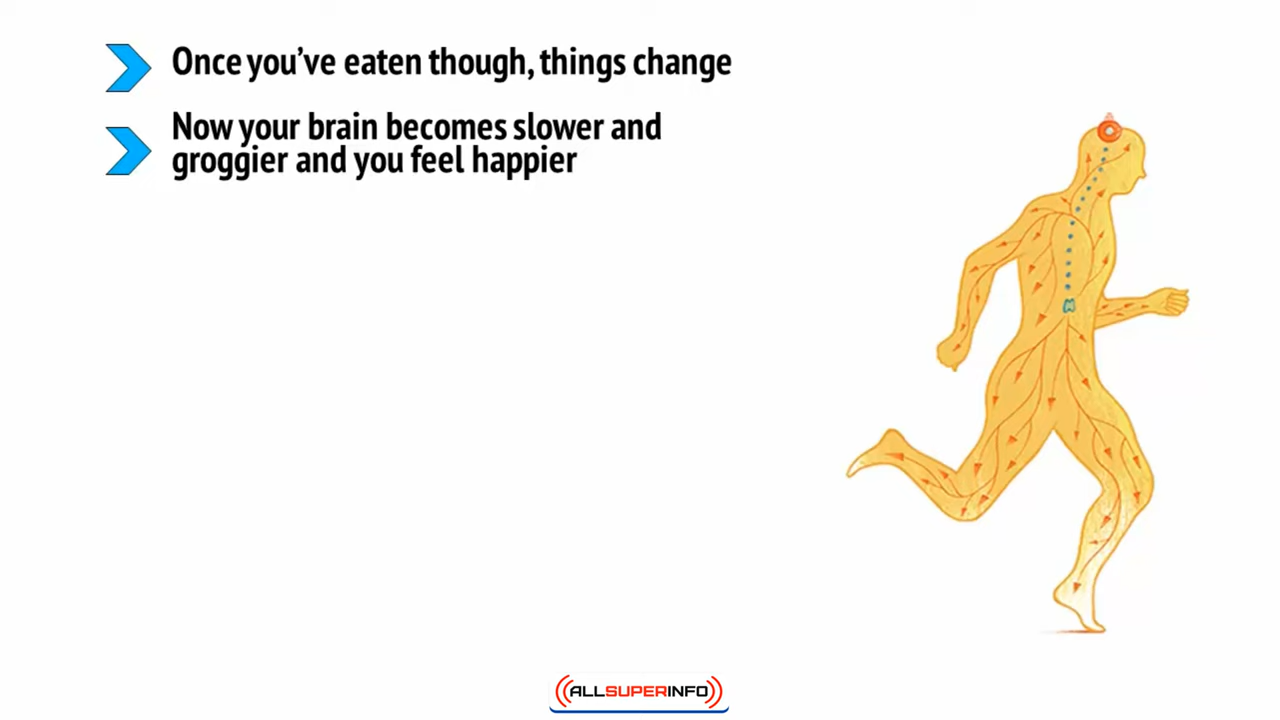 Once you’ve eaten though, things change
Now your brain becomes slower and
groggier and you feel happier
ALLSUPERINFO